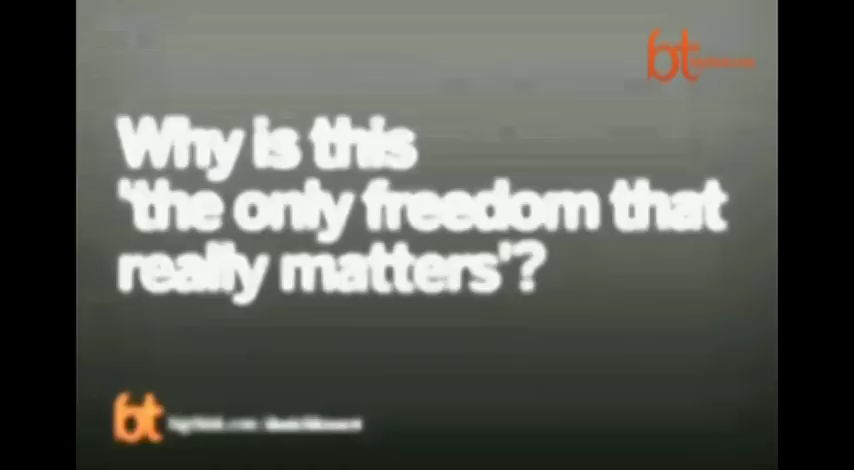 bt
Why is this
'the only freedom that
really matters'?
bt